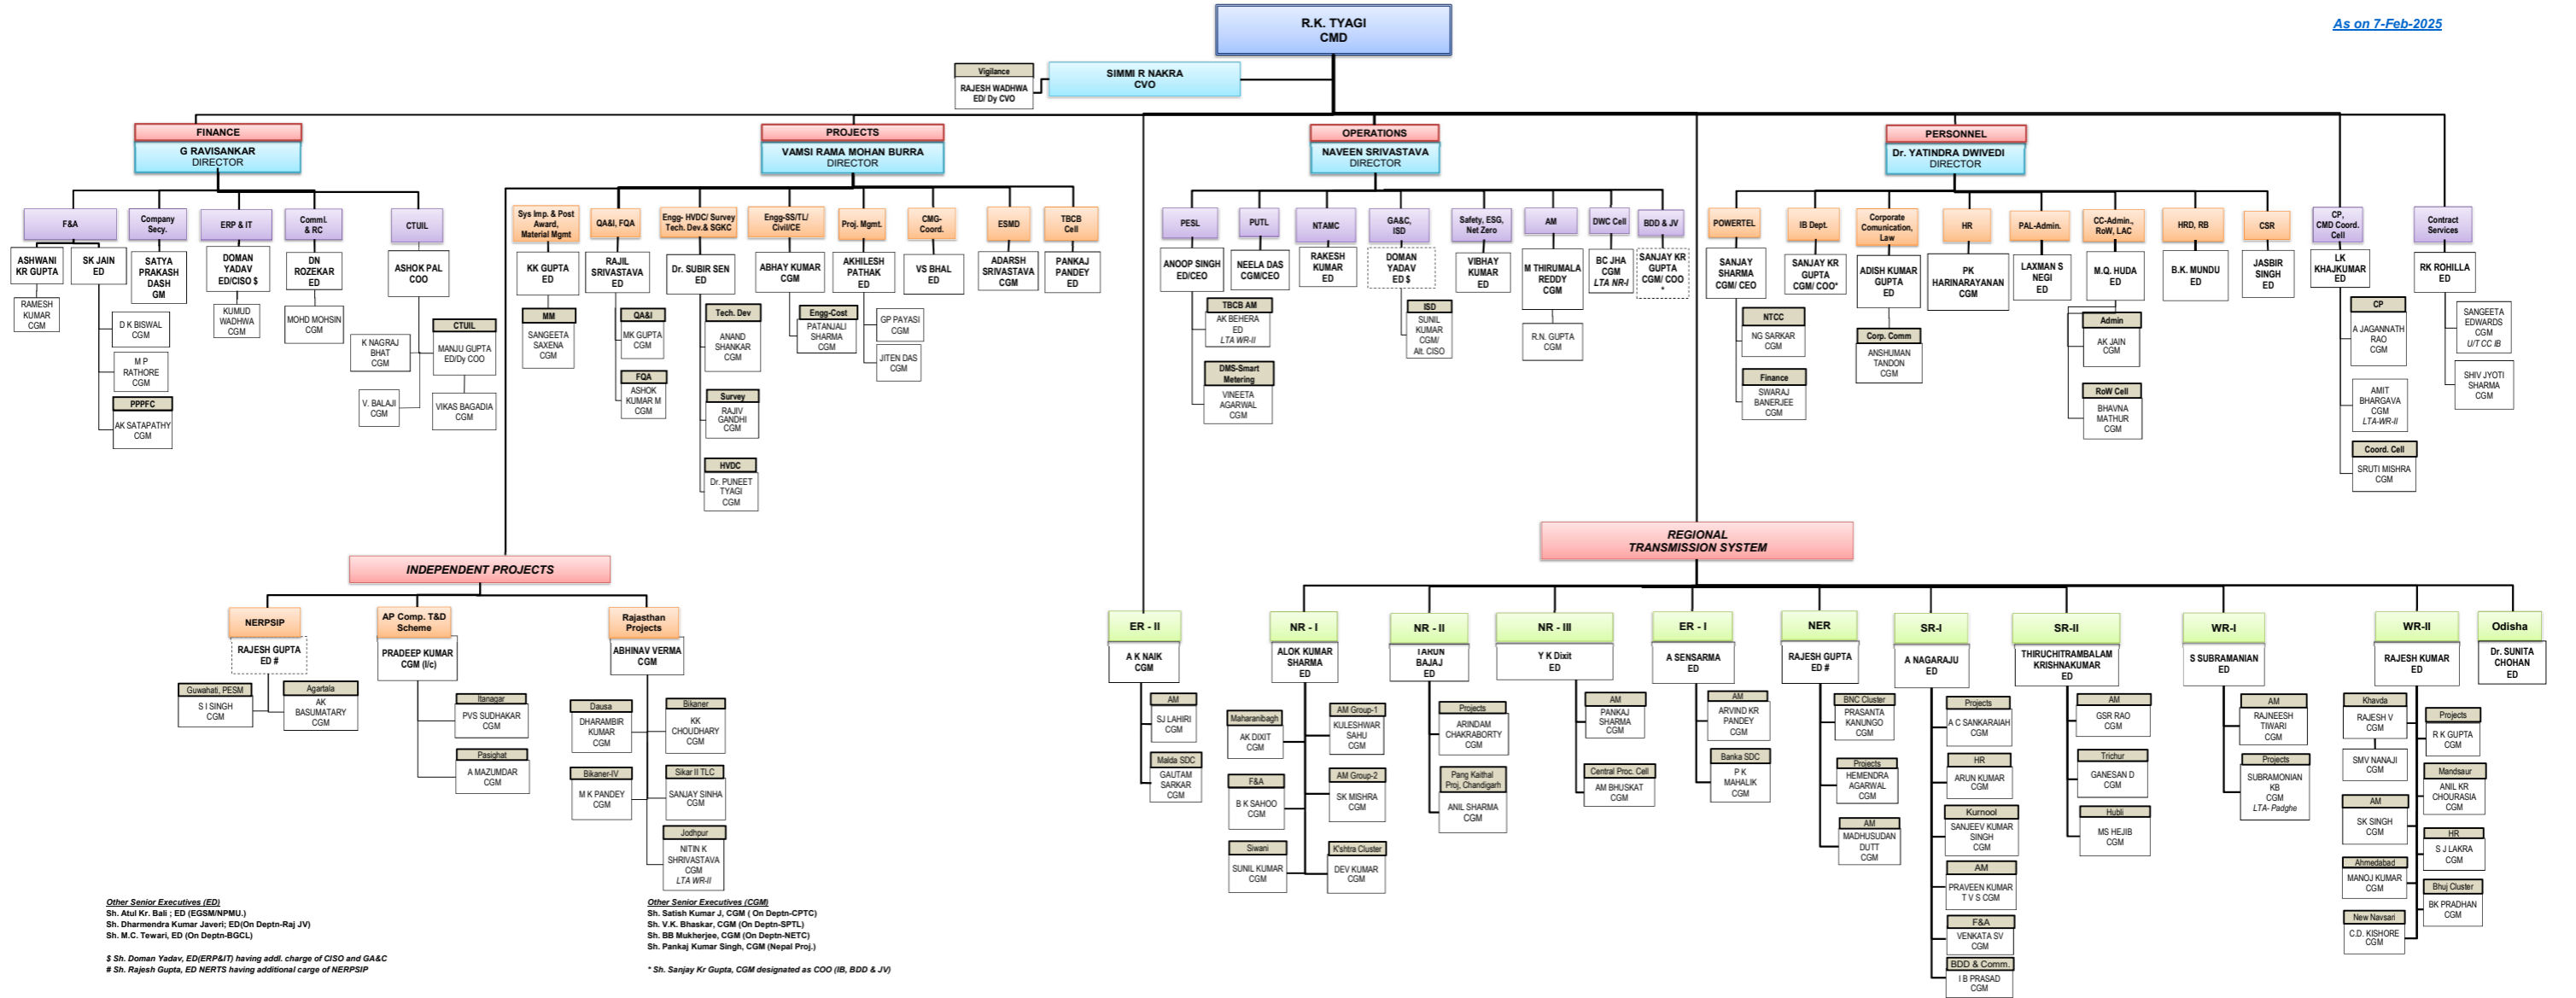 R.K. TYAGI
CMD
As on 7-Feb-2025
Vigilance
RAJESH WADHWA
ED/ Dy CVO
SIMMI R NAKRA
CVO
FINANCE
G RAVISANKAR
DIRECTOR
PROJECTS
VAMSI RAMA MOHAN BURRA
DIRECTOR
OPERATIONS
NAVEEN SRIVASTAVA
DIRECTOR
PERSONNEL
Dr. YATINDRA DWIVEDI
DIRECTOR
F&A
ASHWANI
KR GUPTA
RAMESH
KUMAR
CGM
SK JAIN
ED
D K BISWAL
CGM
M P
RATHORE
CGM
PPPFC
AK SATAPATHY
CGM
Company
Secy.
SATYA
PRAKASH
DASH
GM
ERP & IT
DOMAN
YADAV
ED/CISO $
KUMUD
WADHWA
CGM
Comml.
& RC
DN
ROZEKAR
ED
MOHD MOHSIN
CGM
CTUIL
ASHOK PAL
COO
K NAGRAJ
BHAT
CGM
V. BALAJI
CGM
CTUIL
MANJU GUPTA
ED/Dy COO
VIKAS BAGADIA
CGM
Sys Imp. & Post
Award,
Material Mgmt
KK GUPTA
ED
MM
SANGEETA
SAXENA
CGM
QA&I, FQA
RAJIL
SRIVASTAVA
ED
QA&I
MK GUPTA
CGM
FQA
ASHOK
KUMAR M
CGM
Engg- HVDC/ Survey
Tech. Dev.& SGKC
Dr. SUBIR SEN
ED
Tech. Dev
ANAND
SHANKAR
CGM
Survey
RAJIV
GANDHI
CGM
HVDC
Dr. PUNEET
TYAGI
CGM
Engg-SS/TL/
Civil/CE
ABHAY KUMAR
CGM
Engg-Cost
PATANJALI
SHARMA
CGM
Proj. Mgmt.
AKHILESH
PATHAK
ED
GP PAYASI
CGM
JITEN DAS
CGM
CMG-
Coord.
VS BHAL
ED
ESMD
ADARSH
SRIVASTAVA
CGM
TBCB
Cell
PANKAJ
PANDEY
ED
PESL
ANOOP SINGH
ED/CEO
TBCB AM
AK BEHERA
ED
LTA WR-II
DMS-Smart
Metering
VINEETA
AGARWAL
CGM
PUTL
NEELA DAS
CGM/CEO
NTAMC
RAKESH
KUMAR
ED
GA&C,
ISD
DOMAN
YADAV
ED $
ISD
SUNIL
KUMAR
CGM/
Alt. CISO
Safety, ESG,
Net Zero
VIBHAY
KUMAR
ED
AM
M THIRUMALA
REDDY
CGM
R.N. GUPTA
CGM
DWC Cell
BC JHA
CGM
LTA NR-I
BDD & JV
SANJAY KR
GUPTA
CGM/ COO
*
POWERTEL
SANJAY
SHARMA
CGM/ CEO
NTCC
NG SARKAR
CGM
Finance
SWARAJ
BANERJEE
CGM
IB Dept.
SANJAY KR
GUPTA
CGM/ COO*
Corporate
Comunication,
Law
ADISH KUMAR
GUPTA
ED
Corp. Comm
ANSHUMAN
TANDON
CGM
HR
PK
HARINARAYANAN
CGM
PAL-Admin.
LAXMAN S
NEGI
ED
CC-Admin.,
RoW, LAC
M.Q. HUDA
ED
Admin
AK JAIN
CGM
RoW Cell
BHAVNA
MATHUR
CGM
HRD, RB
B.K. MUNDU
ED
CSR
JASBIR
SINGH
ED
CP,
CMD Coord.
Cell
LK
KHAJKUMAR
ED
CP
A JAGANNATH
RAO
CGM
AMIT
BHARGAVA
CGM
LTA-WR-II
Coord. Cell
SRUTI MISHRA
CGM
Contract
Services
RK ROHILLA
ED
SANGEETA
EDWARDS
CGM
U/T CC IB
SHIV JYOTI
SHARMA
CGM
INDEPENDENT PROJECTS
NERPSIP
RAJESH GUPTA
ED #
Guwahati, PESM
S I SINGH
CGM
Agartala
AK
BASUMATARY
CGM
AP Comp. T&D
Scheme
PRADEEP KUMAR
CGM (I/c)
Itanagar
PVS SUDHAKAR
CGM
Pasighat
A MAZUMDAR
CGM
Rajasthan
Projects
ABHINAV VERMA
CGM
Dausa
DHARAMBIR
KUMAR
CGM
Bikaner-IV
M K PANDEY
CGM
Bikaner
KK
CHOUDHARY
CGM
Sikar II TLC
SANJAY SINHA
CGM
Jodhpur
NITIN K
SHRIVASTAVA
CGM
LTA WR-II
REGIONAL
TRANSMISSION SYSTEM
ER - II
A K NAIK
CGM
AM
SJ LAHIRI
CGM
Malda SDC
GAUTAM
SARKAR
CGM
NR - I
ALOK KUMAR
SHARMA
ED
Maharanibagh
AK DIXIT
CGM
F&A
B K SAHOO
CGM
Siwani
SUNIL KUMAR
CGM
AM Group-1
KULESHWAR
SAHU
CGM
AM Group-2
SK MISHRA
CGM
K'shtra Cluster
DEV KUMAR
CGM
NR - II
TARUN
BAJAJ
ED
Projects
ARINDAM
CHAKRABORTY
CGM
Pang Kaithal
Proj, Chandigarh
ANIL SHARMA
CGM
NR - III
Y K Dixit
ED
AM
PANKAJ
SHARMA
CGM
Central Proc. Cell
AM BHUSKAT
CGM
ER - I
A SENSARMA
ED
AM
ARVIND KR
PANDEY
CGM
Banka SDC
P K
MAHALIK
CGM
NER
RAJESH GUPTA
ED #
BNC Cluster
PRASANTA
KANUNGO
CGM
Projects
HEMENDRA
AGARWAL
CGM
AM
MADHUSUDAN
DUTT
CGM
SR-I
A NAGARAJU
ED
Projects
A C SANKARAIAH
CGM
HR
ARUN KUMAR
CGM
Kurnool
SANJEEV KUMAR
SINGH
CGM
AM
PRAVEEN KUMAR
T V S CGM
F&A
VENKATA SV
CGM
BDD & Comm.
I B PRASAD
CGM
SR-II
THIRUCHITRAMBALAM
KRISHNAKUMAR
ED
AM
GSR RAO
CGM
Trichur
GANESAN D
CGM
Hubli
MS HEJIB
CGM
WR-I
S SUBRAMANIAN
ED
AM
RAJNEESH
TIWARI
CGM
Projects
SUBRAMONIAN
KB
CGM
LTA- Padghe
WR-II
RAJESH KUMAR
ED
Khavda
RAJESH V
CGM
SMV NANAJI
CGM
AM
SK SINGH
CGM
Ahmedabad
MANOJ KUMAR
CGM
New Navsari
C.D. KISHORE
CGM
Projects
R K GUPTA
CGM
Mandsaur
ANIL KR
CHOURASIA
CGM
HR
S J LAKRA
CGM
Bhuj Cluster
BK PRADHAN
CGM
Odisha
Dr. SUNITA
CHOHAN
ED
Other Senior Executives (ED)
Sh. Atul Kr. Bali ; ED (EGSM/NPMU.)
Sh. Dharmendra Kumar Javeri; ED(On Deptn-Raj JV)
Sh. M.C. Tewari, ED (On Deptn-BGCL)
$ Sh. Doman Yadav, ED(ERP&IT) having addl. charge of CISO and GA&C
# Sh. Rajesh Gupta, ED NERTS having additional carge of NERPSIP
Other Senior Executives (CGM)
Sh. Satish Kumar J, CGM ( On Deptn-CPTC)
Sh. V.K. Bhaskar, CGM (On Deptn-SPTL)
Sh. BB Mukherjee, CGM (On Deptn-NETC)
Sh. Pankaj Kumar Singh, CGM (Nepal Proj.)
* Sh. Sanjay Kr Gupta, CGM designated as COO (IB, BDD & JV)